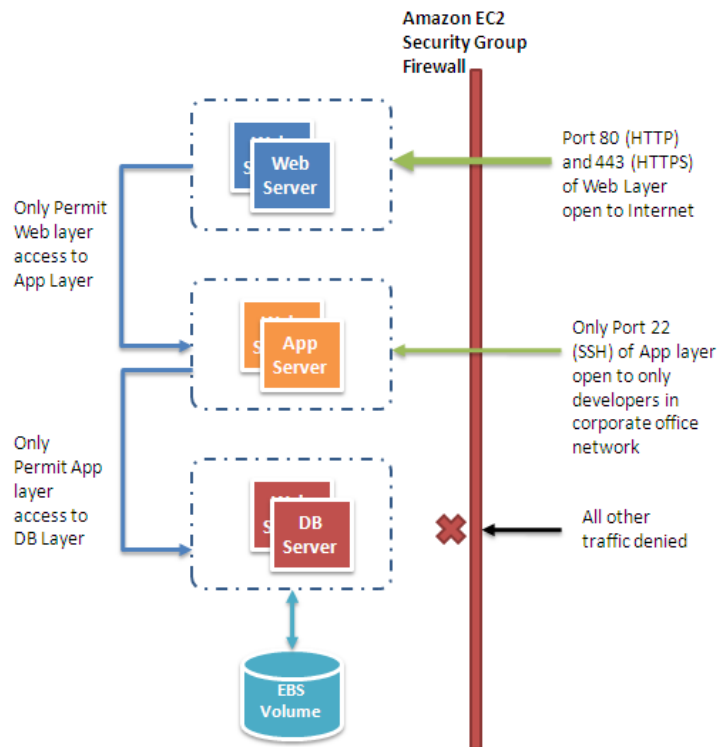 Amazon EC2
Security Group
Firewall
Web
Server
Port 80 (HTTP)
and 443 (HTTPS)
of Web Layer
open to Internet
Only Permit
Web layer
access to
App Layer
App
Server
Only Port 22
(SSH) of App layer
open to only
developers in
corporate office
network
Only
Permit App
layer
access to
DB Layer
DB
Server
All other
traffic denied
EBS
Volume